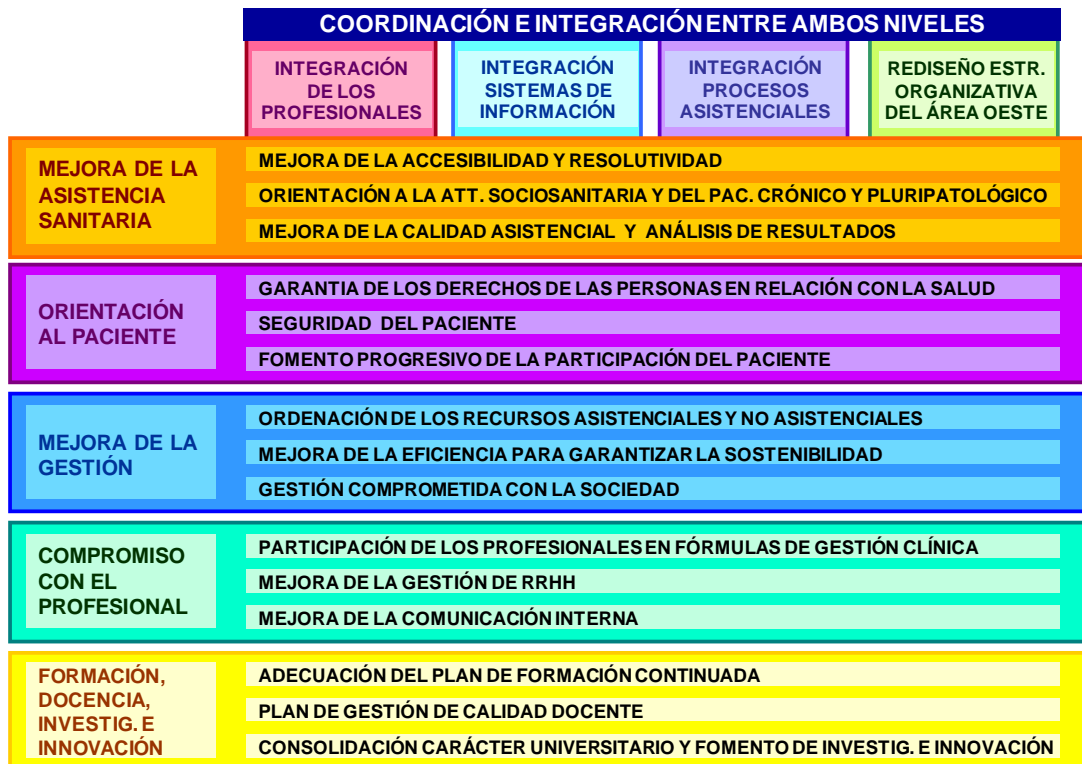 COORDINACIÓN E INTEGRACIÓN ENTRE AMBOS NIVELES
INTEGRACIÓN
DE LOS
PROFESIONALES
INTEGRACIÓN
SISTEMAS DE
INFORMACIÓN
INTEGRACIÓN
PROCESOS
ASISTENCIALES
REDISEÑO ESTR.
ORGANIZATIVA
DEL ÁREA OESTE
MEJORA DE LA
ASISTENCIA
SANITARIA
MEJORA DE LA ACCESIBILIDAD Y RESOLUTIVIDAD
ORIENTACIÓN A LA ATT. SOCIOSANITARIA Y DEL PAC. CRÓNICO Y PLURIPATOLÓGICO
MEJORA DE LA CALIDAD ASISTENCIAL Y ANÁLISIS DE RESULTADOS
ORIENTACIÓN
AL PACIENTE
GARANTIA DE LOS DERECHOS DE LAS PERSONAS EN RELACIÓN CON LA SALUD
SEGURIDAD DEL PACIENTE
FOMENTO PROGRESIVO DE LA PARTICIPACIÓN DEL PACIENTE
MEJORA DE LA
GESTIÓN
ORDENACIÓN DE LOS RECURSOS ASISTENCIALES Y NO ASISTENCIALES
MEJORA DE LA EFICIENCIA PARA GARANTIZAR LA SOSTENIBILIDAD
GESTIÓN COMPROMETIDA CON LA SOCIEDAD
COMPROMISO
CON EL
PROFESIONAL
PARTICIPACIÓN DE LOS PROFESIONALES EN FÓRMULAS DE GESTIÓN CLÍNICA
MEJORA DE LA GESTIÓN DE RRHH
MEJORA DE LA COMUNICACIÓN INTERNA
FORMACIÓN,
DOCENCIA,
INVESTIG. E
INNOVACIÓN
ADECUACIÓN DEL PLAN DE FORMACIÓN CONTINUADA
PLAN DE GESTIÓN DE CALIDAD DOCENTE
CONSOLIDACIÓN CARÁCTER UNIVERSITARIO Y FOMENTO DE INVESTIG. E INNOVACIÓN